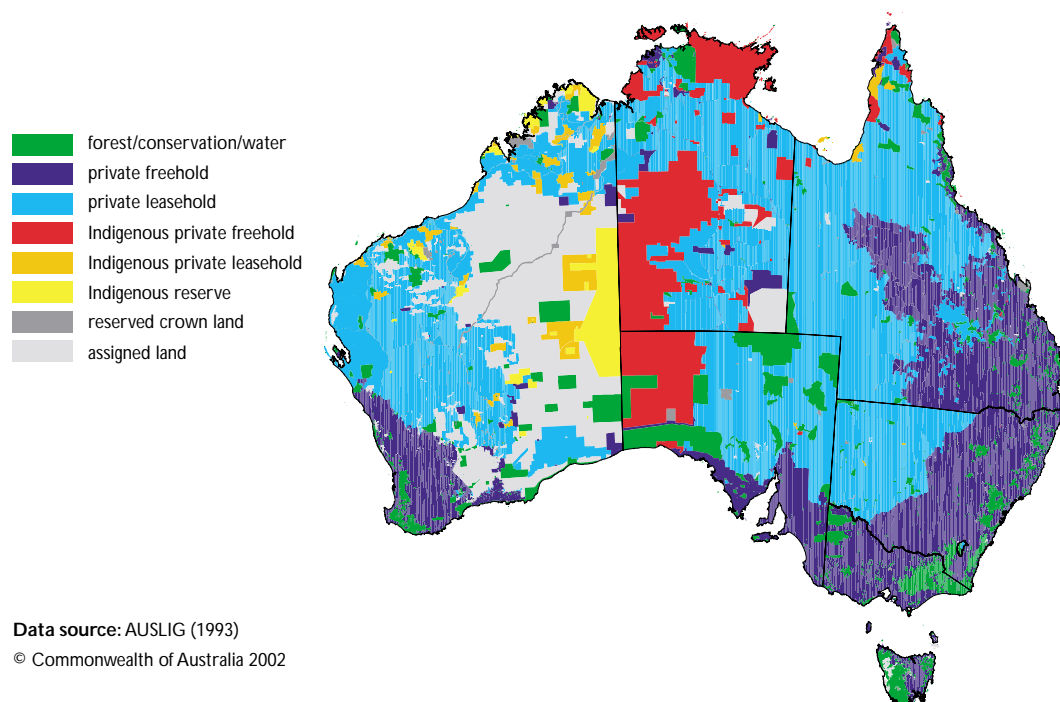 forest/conservation/water
private freehold
private leasehold
Indigenous private freehold
Indigenous private leasehold
Indigenous reserve
reserved crown land
assigned land
Data source: AUSLIG (1993)
© Commonwealth of Australia 2002